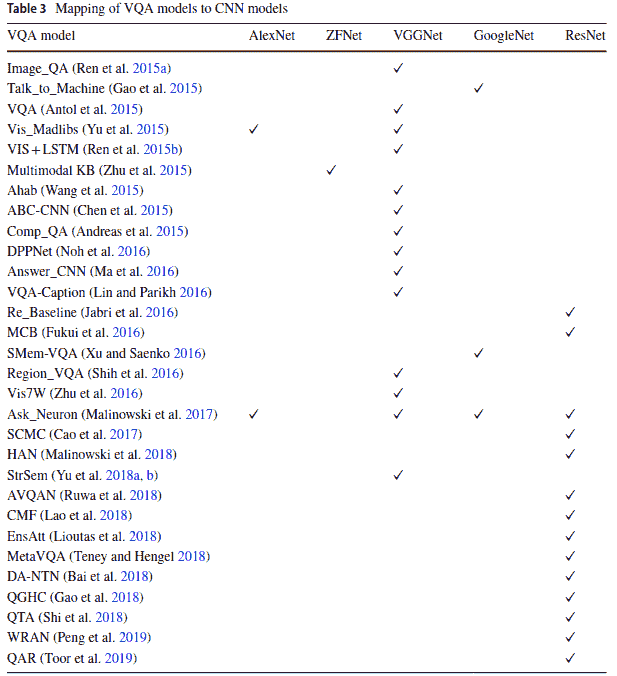 Table 3 Mapping of VQA models to CNN models
VQA model AlexNet ZFNet VGGNet GoogleNet ResNet
Image_QA (Ren et al. 2015a) ✓
Talk_to_Machine (Gao et al. 2015) ✓
VQA (Antol et al. 2015) ✓
Vis_Madlibs (Yu et al. 2015) ✓ ✓
VIS+LSTM (Ren et al. 2015b) ✓
Multimodal KB (Zhu et al. 2015) ✓
Ahab (Wang et al. 2015) ✓
ABC-CNN (Chen et al. 2015) ✓
Comp_QA (Andreas et al. 2015) ✓
DPPNet (Noh et al. 2016) ✓
Answer_CNN (Ma et al. 2016) ✓
VQA-Caption (Lin and Parikh 2016) ✓
Re_Baseline (Jabri et al. 2016) ✓
MCB (Fukui et al. 2016) ✓
SMem-VQA (Xu and Saenko 2016) ✓
Region_VQA (Shih et al. 2016) ✓
Vis7W (Zhu et al. 2016) ✓
Ask_Neuron (Malinowski et al. 2017) ✓ ✓ ✓ ✓
SCMC (Cao et al. 2017) ✓
HAN (Malinowski et al. 2018) ✓
StrSem (Yu et al. 2018a, b) ✓
AVQAN (Ruwa et al. 2018) ✓
CMF (Lao et al. 2018) ✓
EnsAtt (Lioutas et al. 2018) ✓
MetaVQA (Teney and Hengel 2018) ✓
DA-NTN (Bai et al. 2018) ✓
QGHC (Gao et al. 2018) ✓
QTA (Shi et al. 2018) ✓
WRAN (Peng et al. 2019) ✓
QAR (Toor et al. 2019) ✓